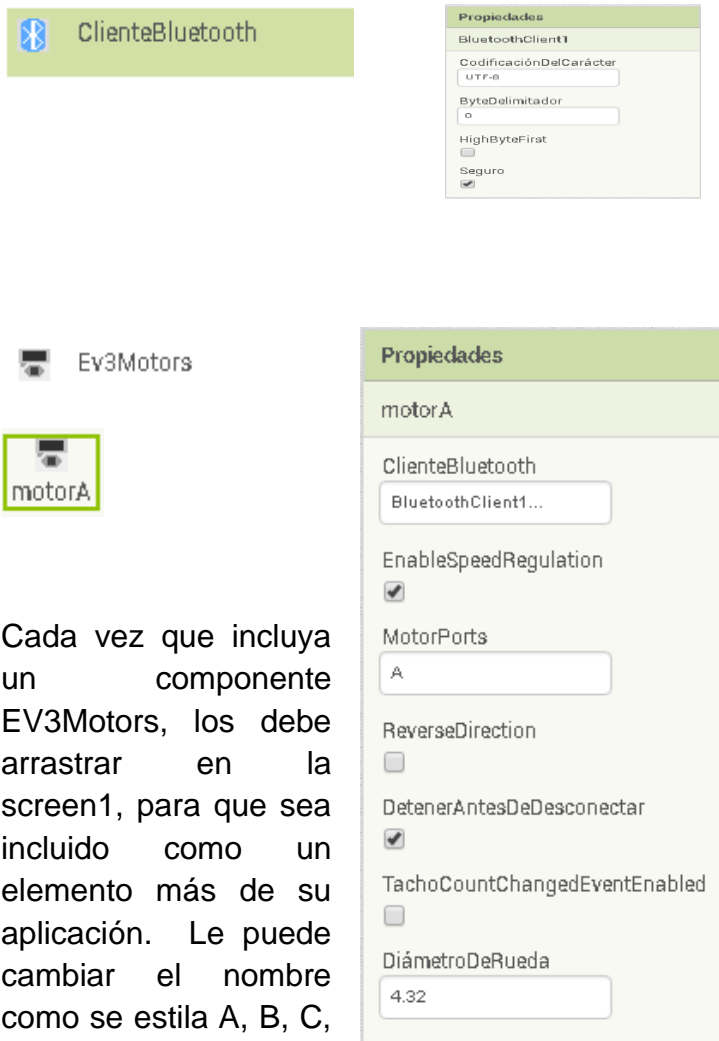 ClienteBluetooth
Propiedades
BluetoothClient1
CodificaciónDelCarácter
UTF-8
ByteDelimitador
0
HighByteFirst
Seguro
Ev3Motors
motorA
Cada vez que incluya
un componente
EV3Motors, los debe
arrastrar en la
screen1, para que sea
incluido como un
elemento más de su
aplicación. Le puede
cambiar el nombre
como se estila A, B, C,
Propiedades
motorA
ClienteBluetooth
BluetoothClient1...
EnableSpeedRegulation
MotorPorts
A
ReverseDirection
DetenerAntesDeDesconectar
TachoCountChangedEventEnabled
DiámetroDeRueda
4.32